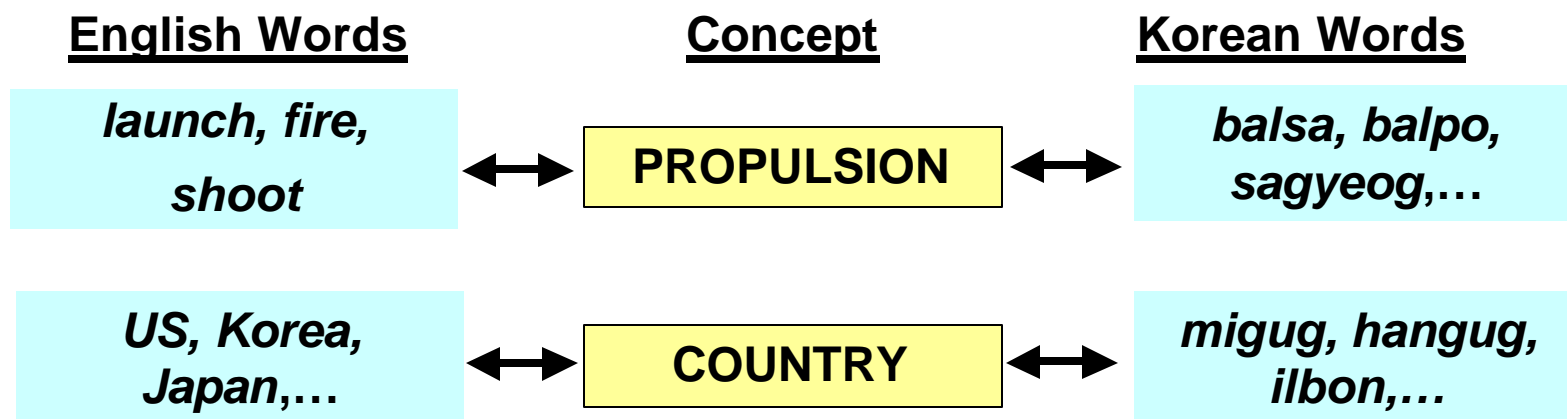 English Words Concept Korean Words
launch, fire,
shoot
PROPULSION
balsa, balpo,
sagyeog,…
US, Korea,
Japan,…
COUNTRY
migug, hangug,
ilbon,…